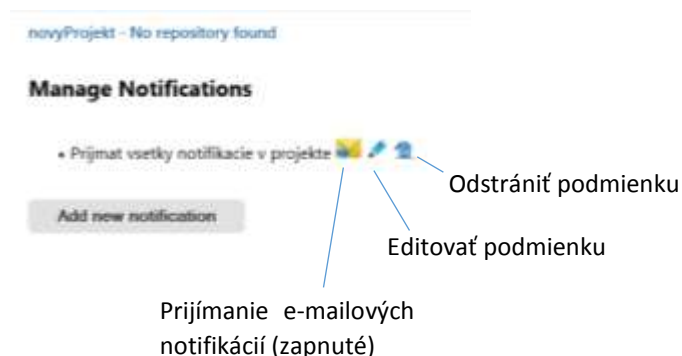 novyProjekt - No repository found
Manage Notifications
• Prijmat vsetky notifikacie v projekte
Odstrániť podmienku
Add new notification
Editovať podmienku
Prijímanie e-mailových
notifikácií (zapnuté)